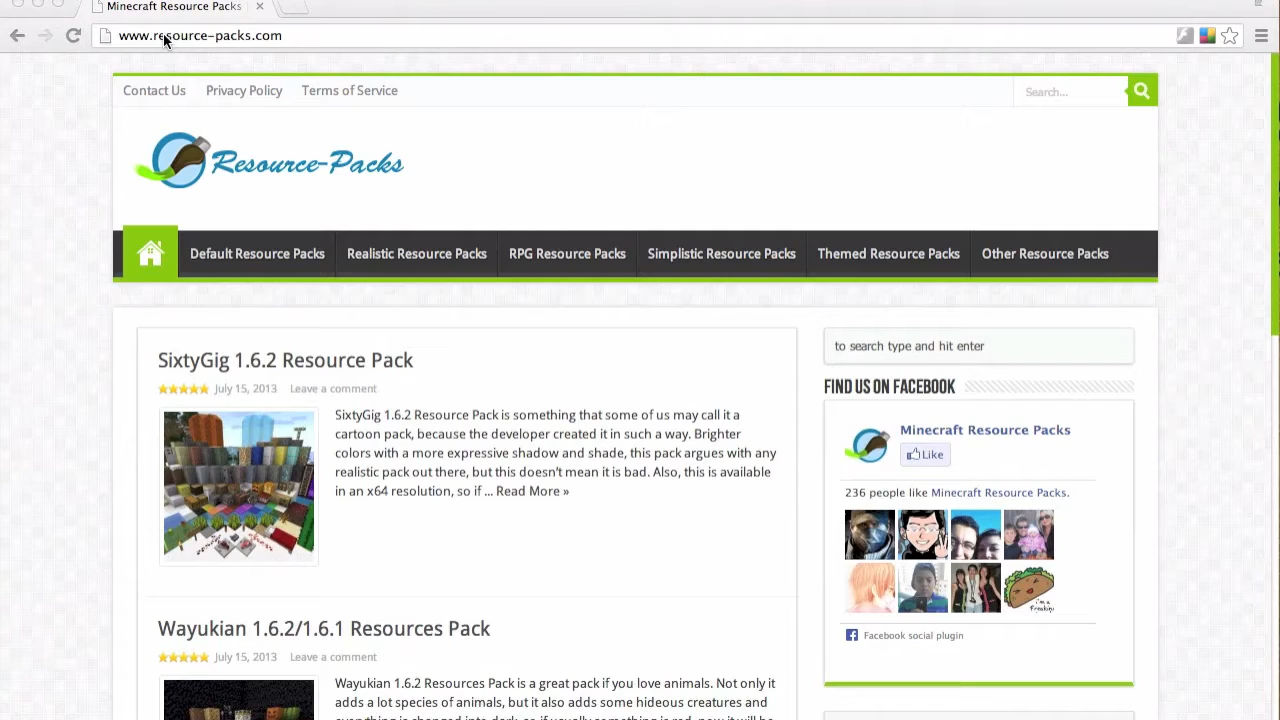 Minecraft Resource Packs
www.resource-packs.com
Contact Us Privacy Policy Terms of Service
Search...
Resource-Packs
Default Resource Packs Realistic Resource Packs RPG Resource Packs Simplistic Resource Packs Themed Resource Packs Other Resource Packs
SixtyGig 1.6.2 Resource Pack
July 15, 2013 Leave a comment
SixtyGig 1.6.2 Resource Pack is something that some of us may call it a
cartoon pack, because the developer created it in such a way. Brighter
colors with a more expressive shadow and shade, this pack argues with any
realistic pack out there, but this doesn't mean it is bad. Also, this is available
in an x64 resolution, so if ... Read More »
Wayukian 1.6.2/1.6.1 Resources Pack
July 15, 2013 Leave a comment
Wayukian 1.6.2 Resources Pack is a great pack if you love animals. Not only it
adds a lot species of animals, but it also adds some hideous creatures and
to search type and hit enter
FIND US ON FACEBOOK
Minecraft Resource Packs
Like
236 people like Minecraft Resource Packs.
i'm a
Freakin
Facebook social plugin